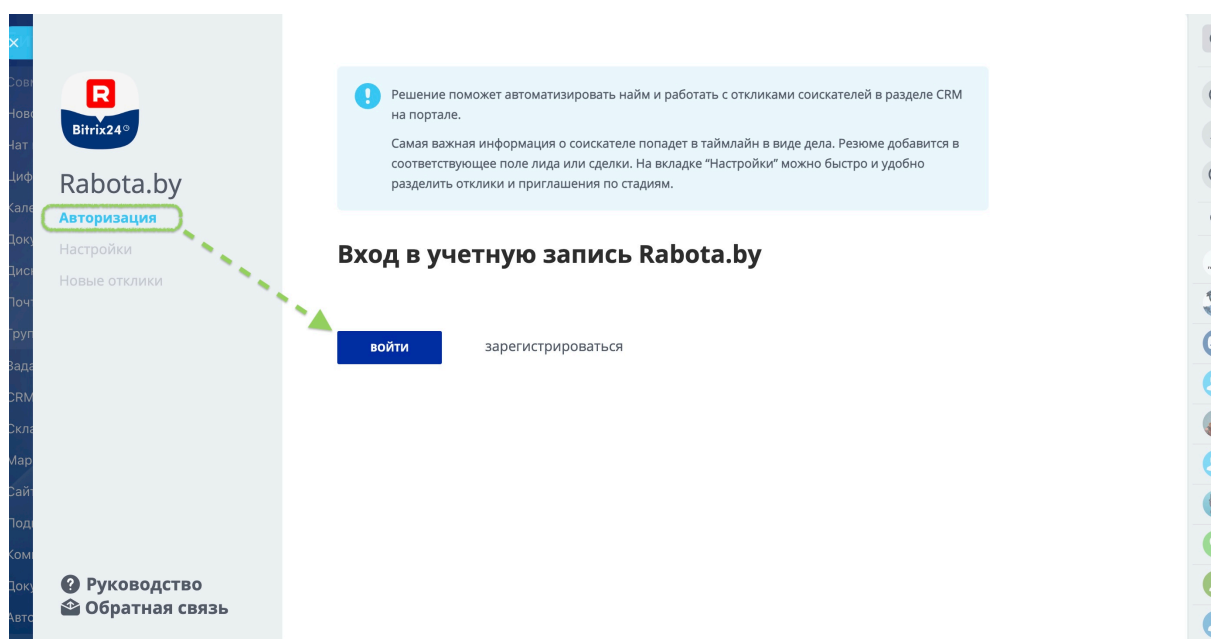 R
Bitrix24
Rabota.by
Авторизация
Настройки
Новые отклики
Руководство
Обратная связь
Решение поможет автоматизировать найм и работать с откликами соискателей в разделе CRM
на портале.
Самая важная информация о соискателе попадет в таймлайн в виде дела. Резюме добавится в
соответствующее поле лида или сделки. На вкладке “Настройки” можно быстро и удобно
разделить отклики и приглашения по стадиям.
Вход в учетную запись Rabota.by
ВОЙТИ
зарегистрироваться